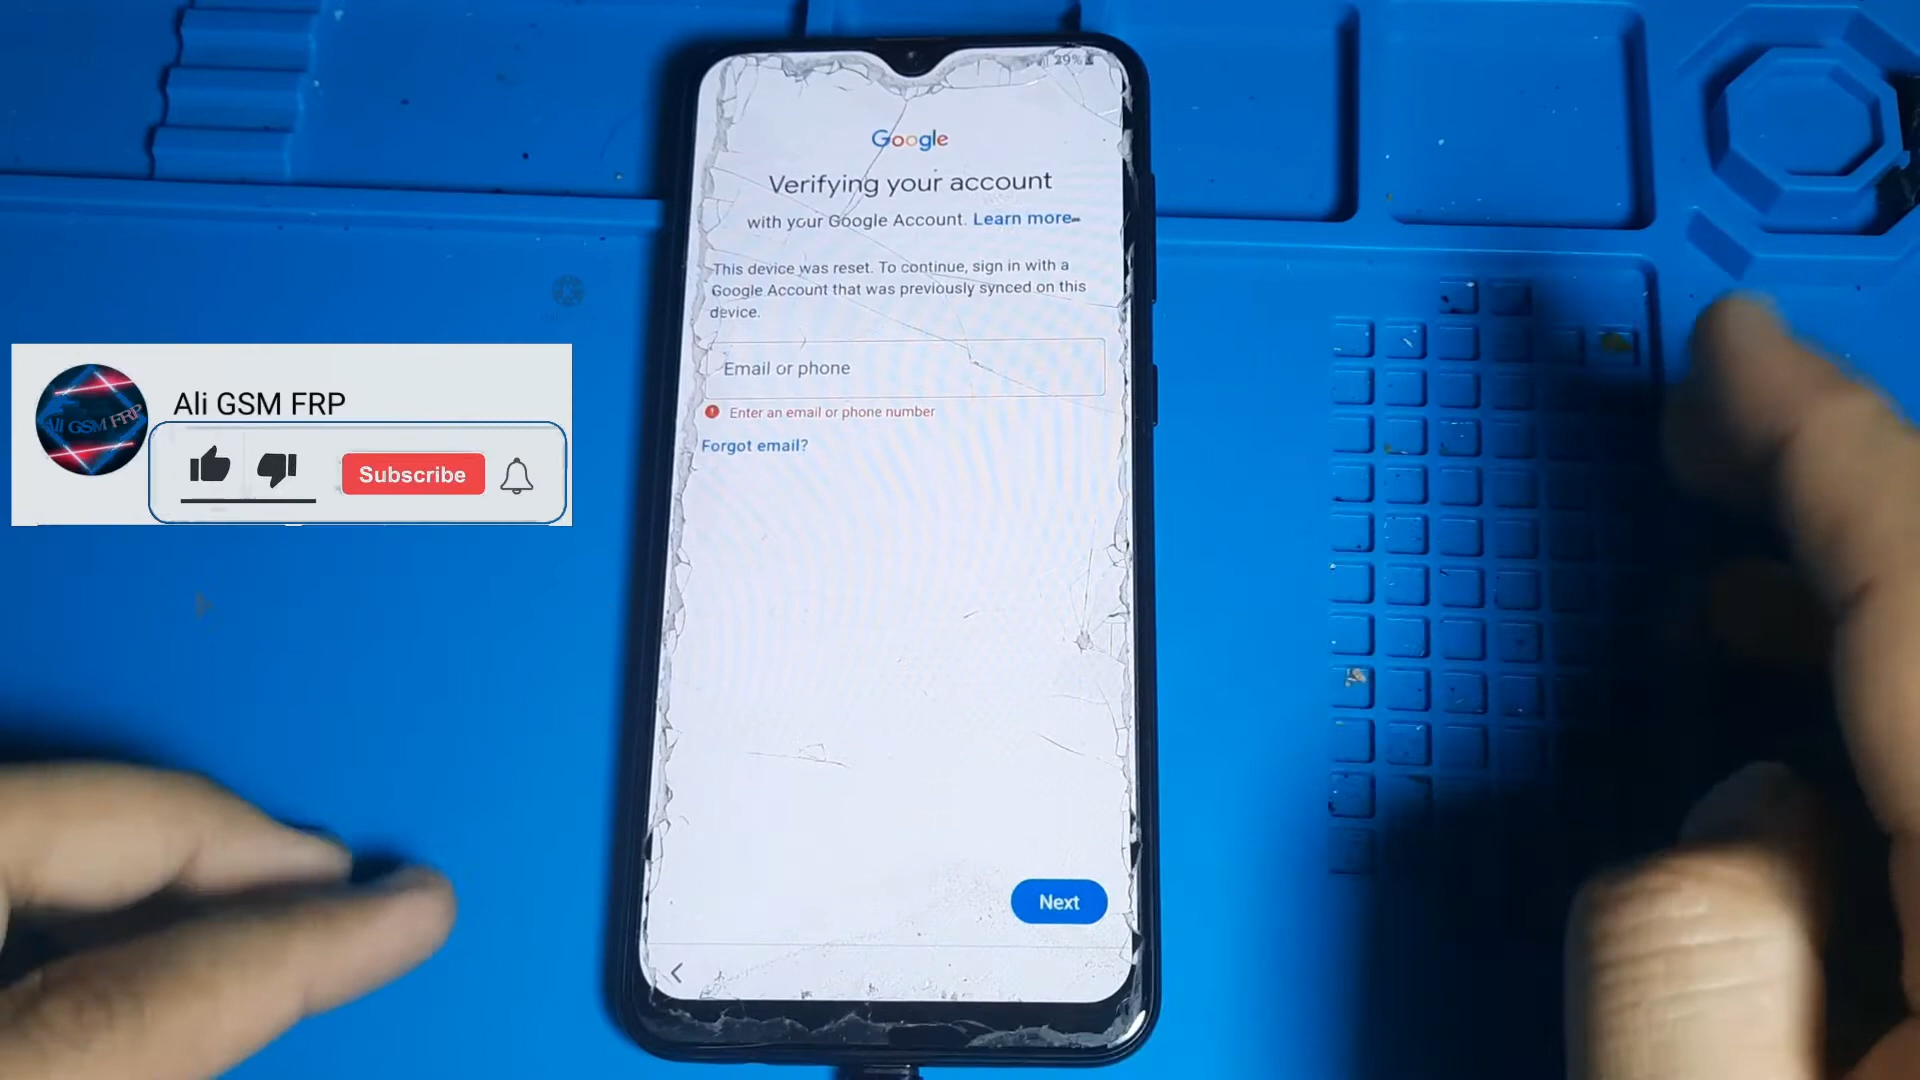 29%
Google
Verifying your account
with your Google Account. Learn more
This device was reset. To continue, sign in with a
Google Account that was previously synced on this
device.
Email or phone
Enter an email or phone number
Forgot email?
Next
Ali GSM FRP
Ali GSM FRP
Subscribe